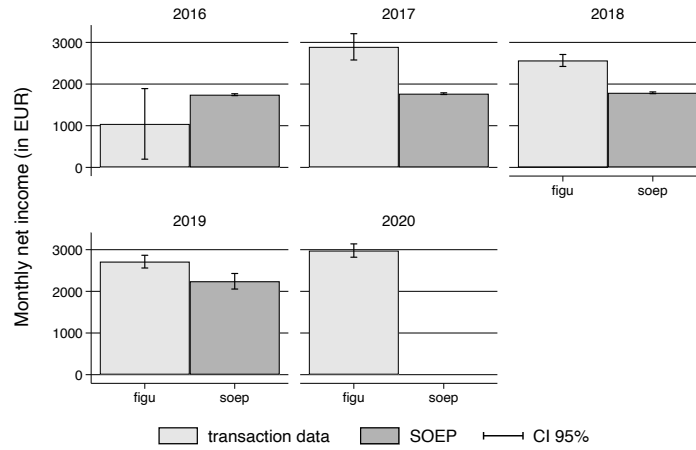 2016 2017 2018
3000
2000
1000
0
figu soep
2019 2020
3000
2000
1000
0
figu soep figu soep
Monthly net income (in EUR)
transaction data SOEP CI 95%